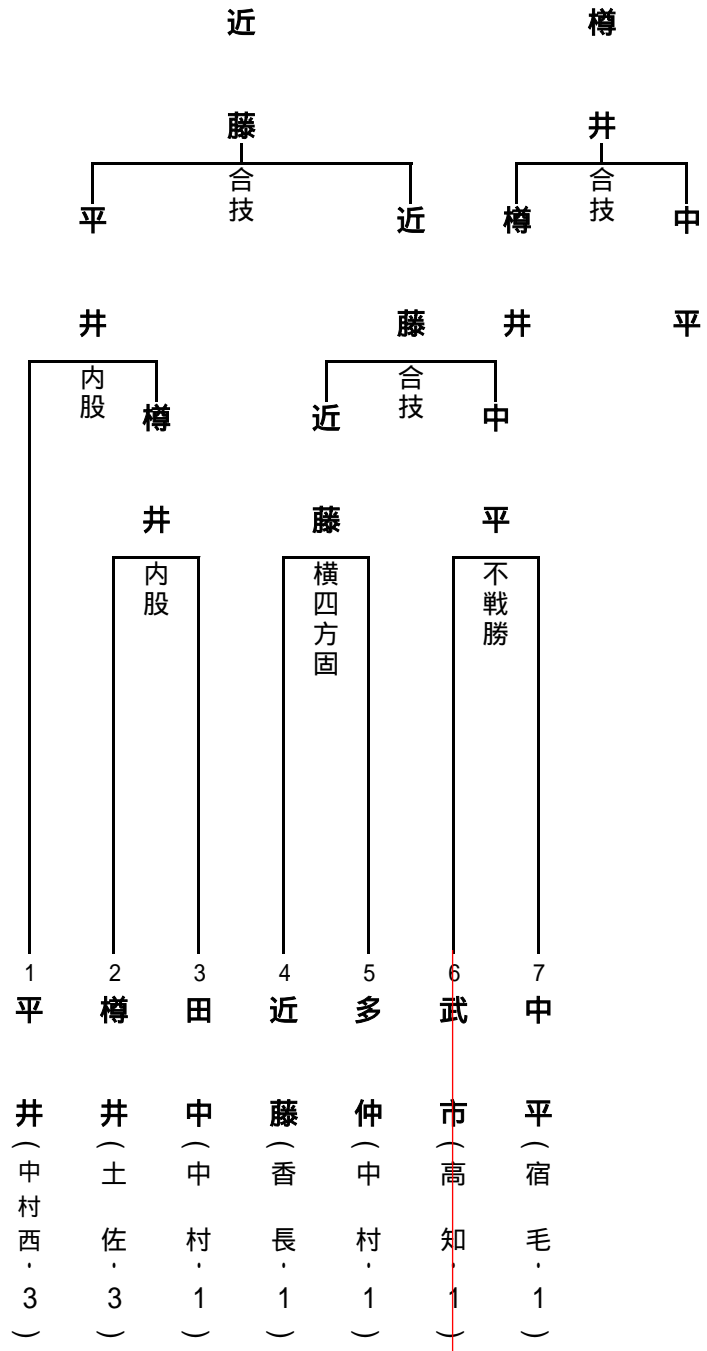 近藤
樽井
合技
合技
平井
近藤
樽井
中平
内股
合技
樽井
近藤
中平
内股
横四方固
不戦勝
1 平井(中村西・3)
2 樽井(土佐・3)
3 田中(中村・1)
4 近藤(香長・1)
5 多仲(中村・1)
6 武市(高知・1)
7 中平(宿毛・1)